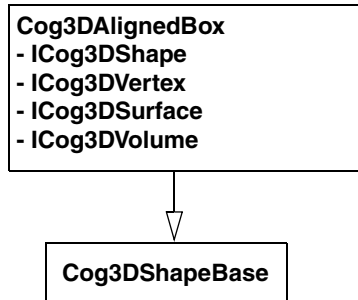 Cog3DAlignedBox
- ICog3DShape
- ICog3DVertex
- ICog3DSurface
- ICog3DVolume
Cog3DShapeBase